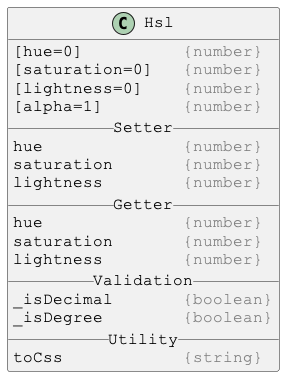 C Hsl
[hue=0] {number}
[saturation=0] {number}
[lightness=0] {number}
[alpha=1] {number}
Setter
hue {number}
saturation {number}
lightness {number}
Getter
hue {number}
saturation {number}
lightness {number}
Validation
_isDecimal {boolean}
_isDegree {boolean}
Utility
toCss {string}